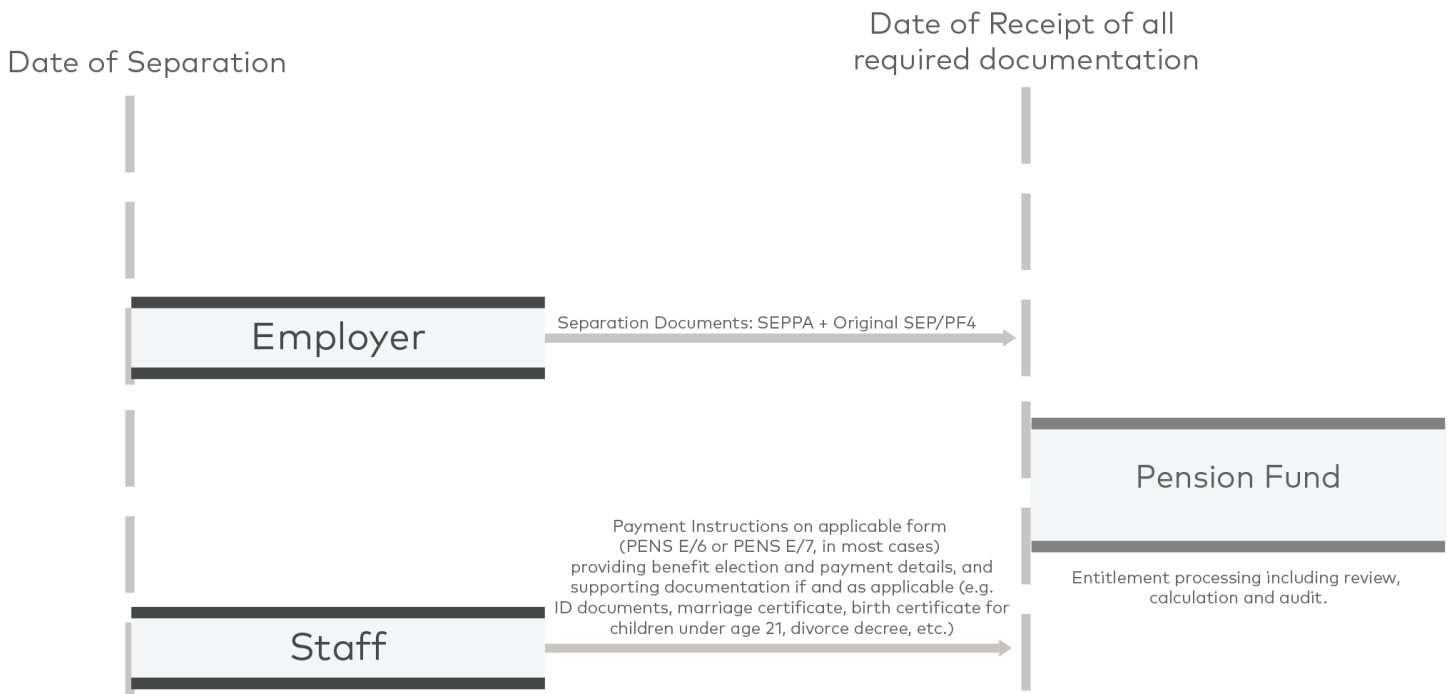 Date of Separation
Date of Receipt of all
required documentation
Employer
Separation Documents: SEPPA + Original SEP/PF4
Pension Fund
Entitlement processing including review,
calculation and audit.
Payment Instructions on applicable form
(PENS E/6 or PENS E/7, in most cases)
providing benefit election and payment details, and
supporting documentation if and as applicable (e.g.
ID documents, marriage certificate, birth certificate for
children under age 21, divorce decree, etc.)
Staff